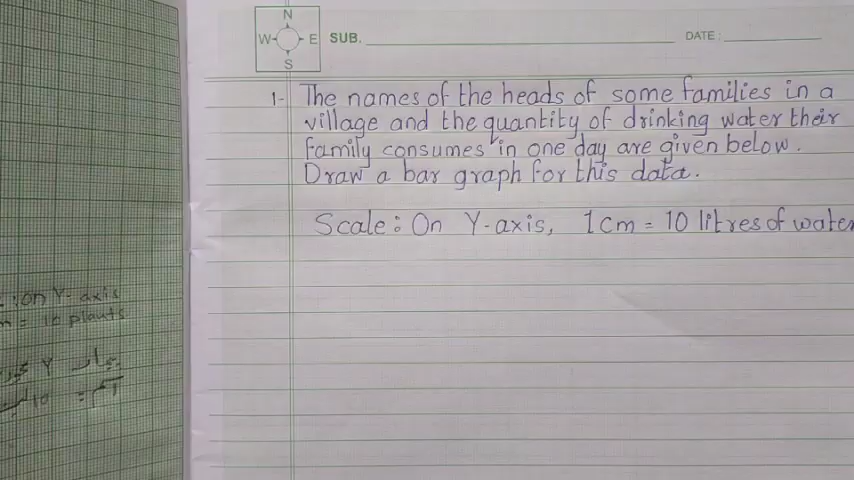 N
W E
S
SUB.
DATE :
1- The names of the heads of some families in a
village and the quantity of drinking water their
family consumes in one day are given below.
Draw a bar graph for this data.
Scale: On Y-axis, 1cm = 10 litres of water
: on Y- axis
= 10 plants